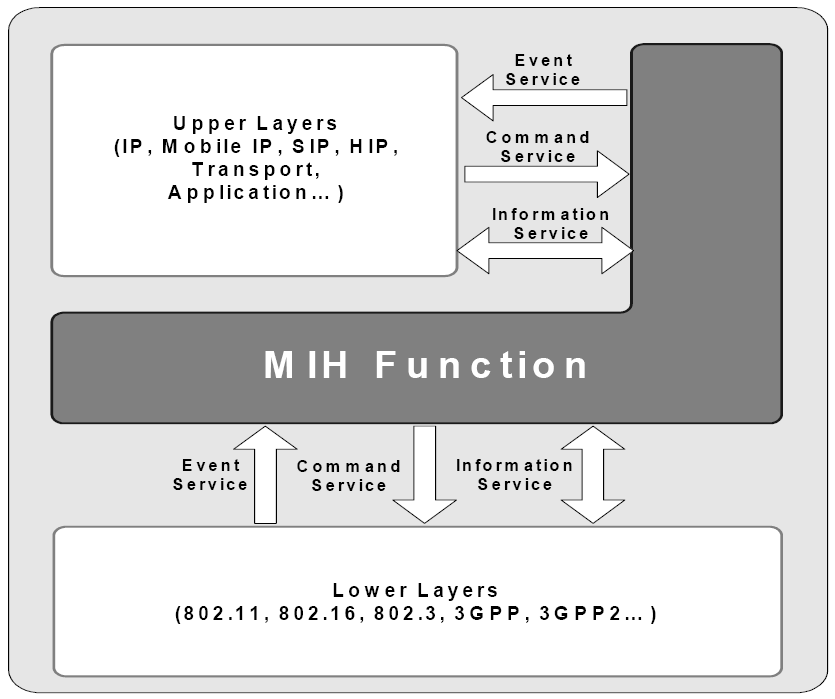 Upper Layers
(IP, Mobile IP, SIP, HIP,
Transport,
Application... )
Event
Service
Command
Service
Information
Service
MIH Function
Event
Service
Command
Service
Information
Service
Lower Layers
(802.11, 802.16, 802.3, 3GPP, 3GPP2... )